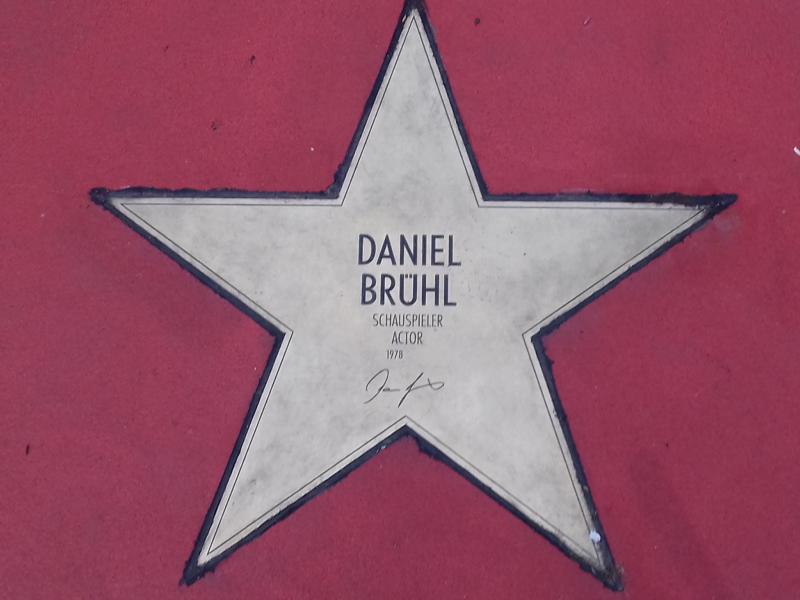 DANIEL
BRÜHL
SCHAUSPIELER
ACTOR
1978